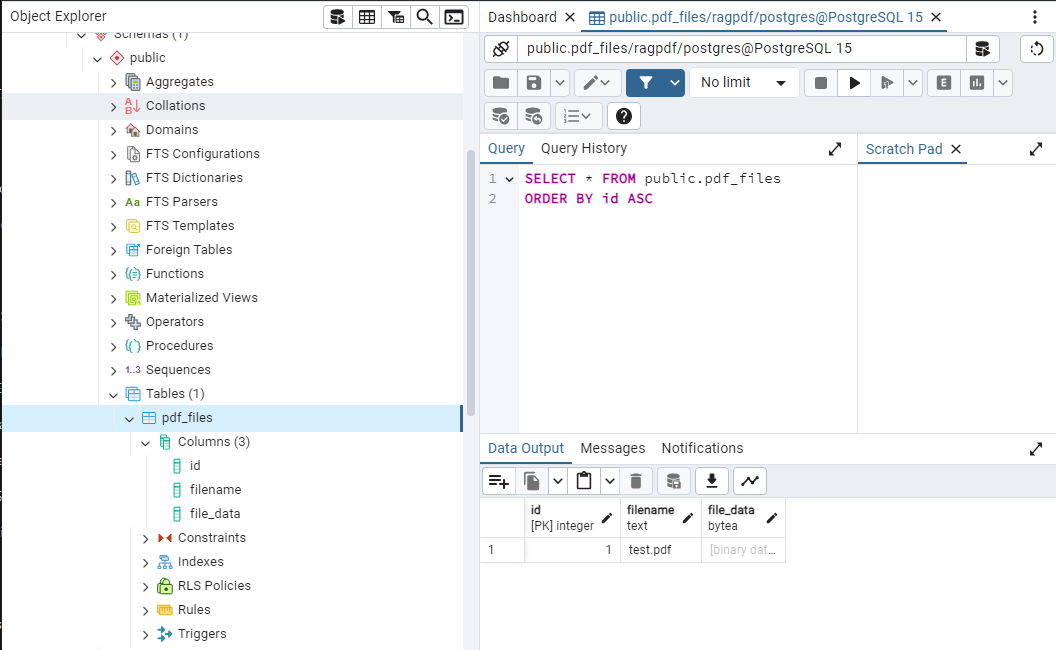 Object Explorer
Schemas (1)
public
Aggregates
Collations
Domains
FTS Configurations
FTS Dictionaries
FTS Parsers
FTS Templates
Foreign Tables
Functions
Materialized Views
Operators
Procedures
1..3 Sequences
Tables (1)
pdf_files
Columns (3)
id
filename
file_data
Constraints
Indexes
RLS Policies
Rules
Triggers
Dashboard
public.pdf_files/ragpdf/postgres@PostgreSQL 15
public.pdf_files/ragpdf/postgres@PostgreSQL 15
No limit
E
Query
Query History
Scratch Pad
1 SELECT * FROM public.pdf_files
2 ORDER BY id ASC
Data Output
Messages
Notifications
id
[PK] integer
filename
text
file_data
bytea
1
1
test.pdf
[binary dat...